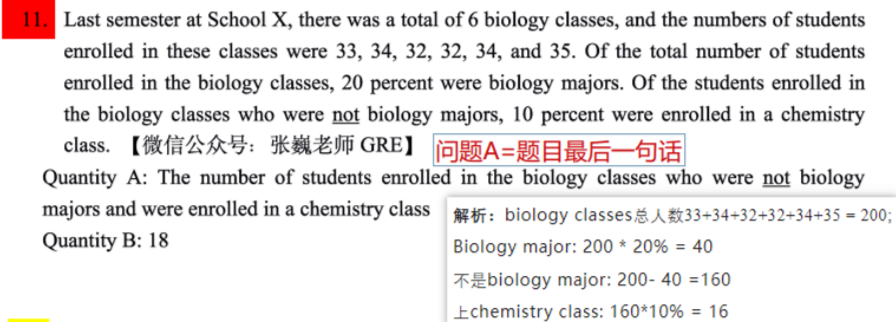 11. Last semester at School X, there was a total of 6 biology classes, and the numbers of students
enrolled in these classes were 33, 34, 32, 32, 34, and 35. Of the total number of students
enrolled in the biology classes, 20 percent were biology majors. Of the students enrolled in
the biology classes who were not biology majors, 10 percent were enrolled in a chemistry
class. 【微信公众号：张巍老师 GRE】 问题A=题目最后一句话
Quantity A: The number of students enrolled in the biology classes who were not biology
majors and were enrolled in a chemistry class
Quantity B: 18
解析：biology classes总人数33+34+32+32+34+35 = 200;
Biology major: 200 * 20% = 40
不是biology major: 200- 40 =160
上chemistry class: 160*10% = 16